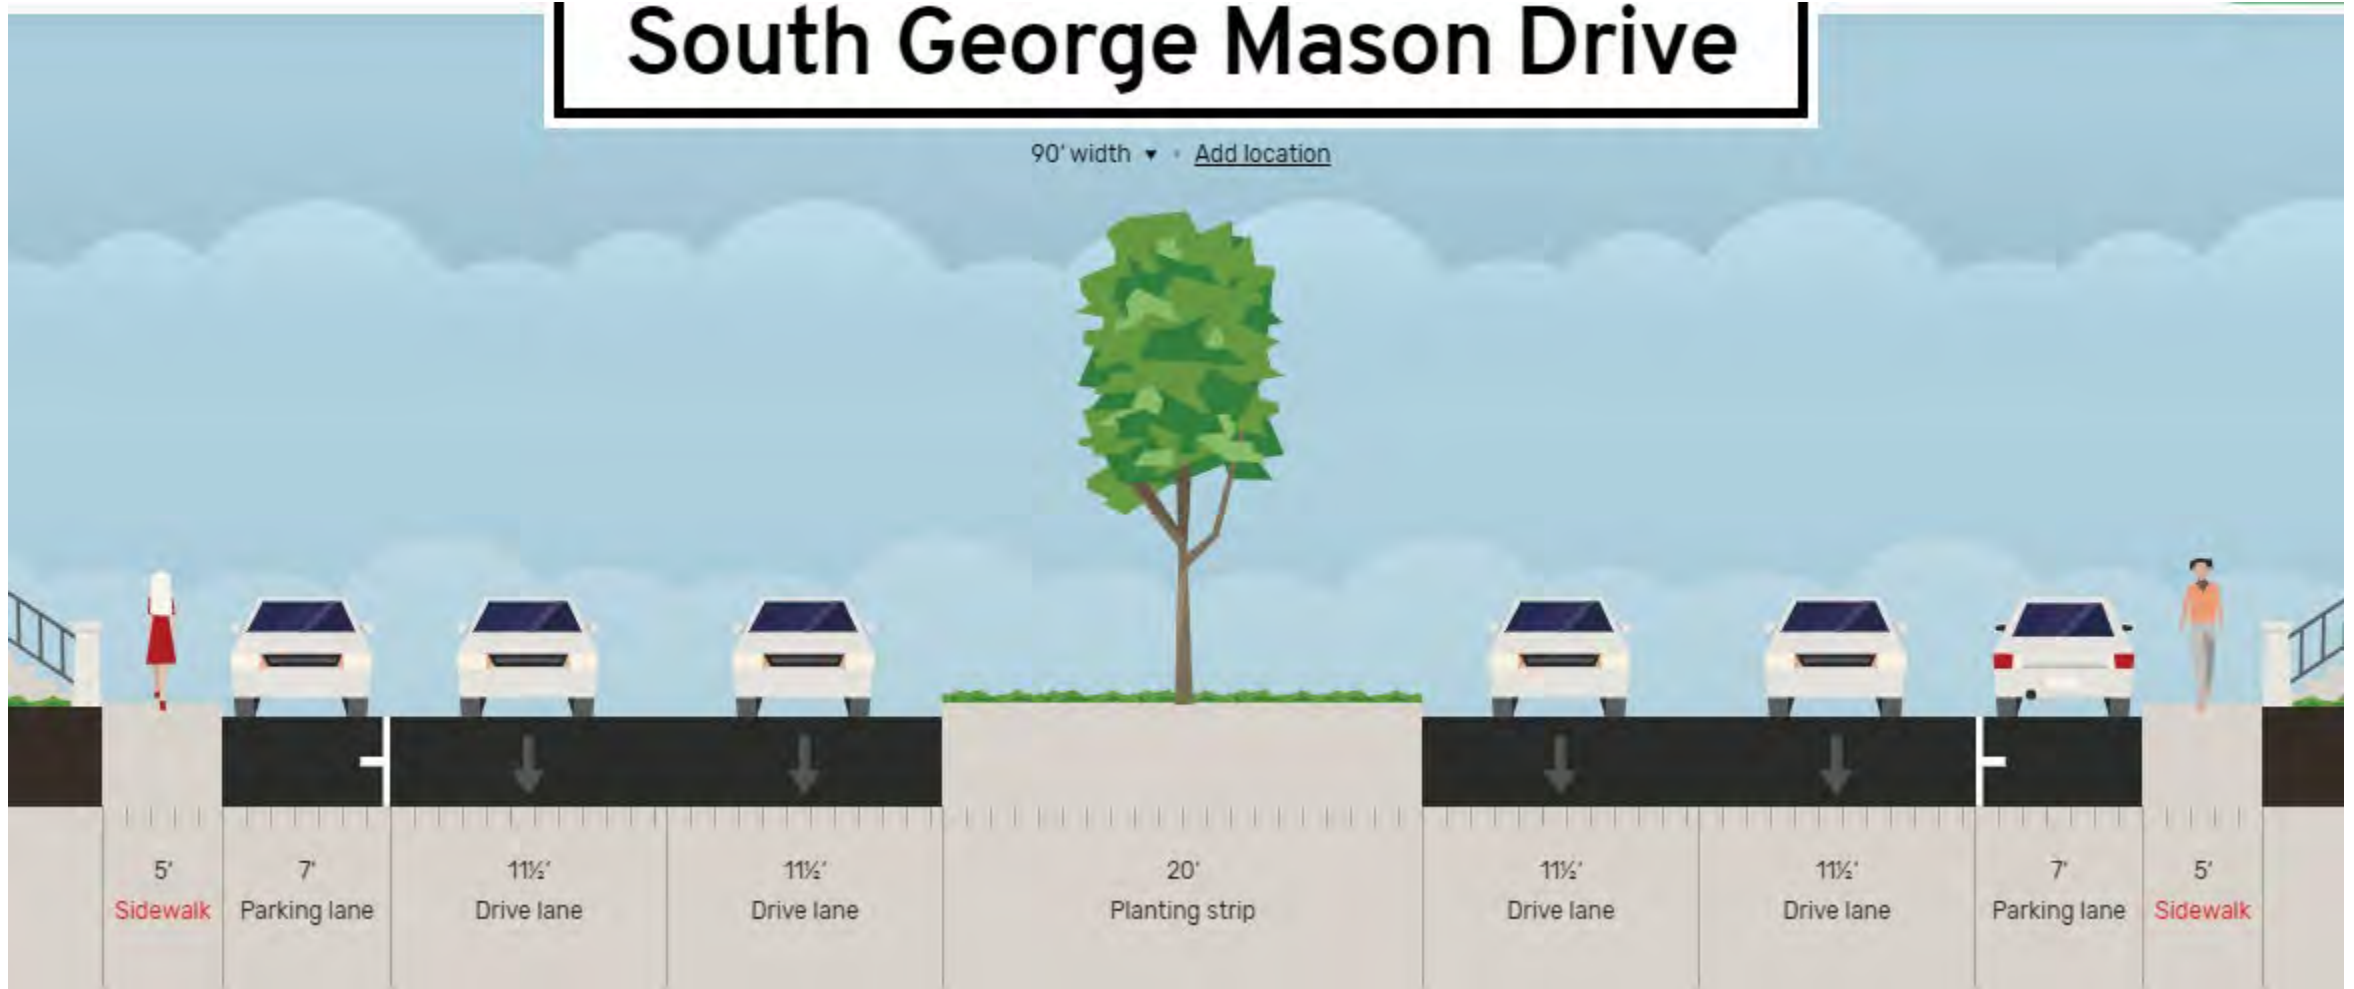 South George Mason Drive
90' width ▾ · Add location
5' 7' 11½' 11½' 20' 11½' 11½' 7' 5'
Sidewalk Parking lane Drive lane Drive lane Planting strip Drive lane Drive lane Parking lane Sidewalk